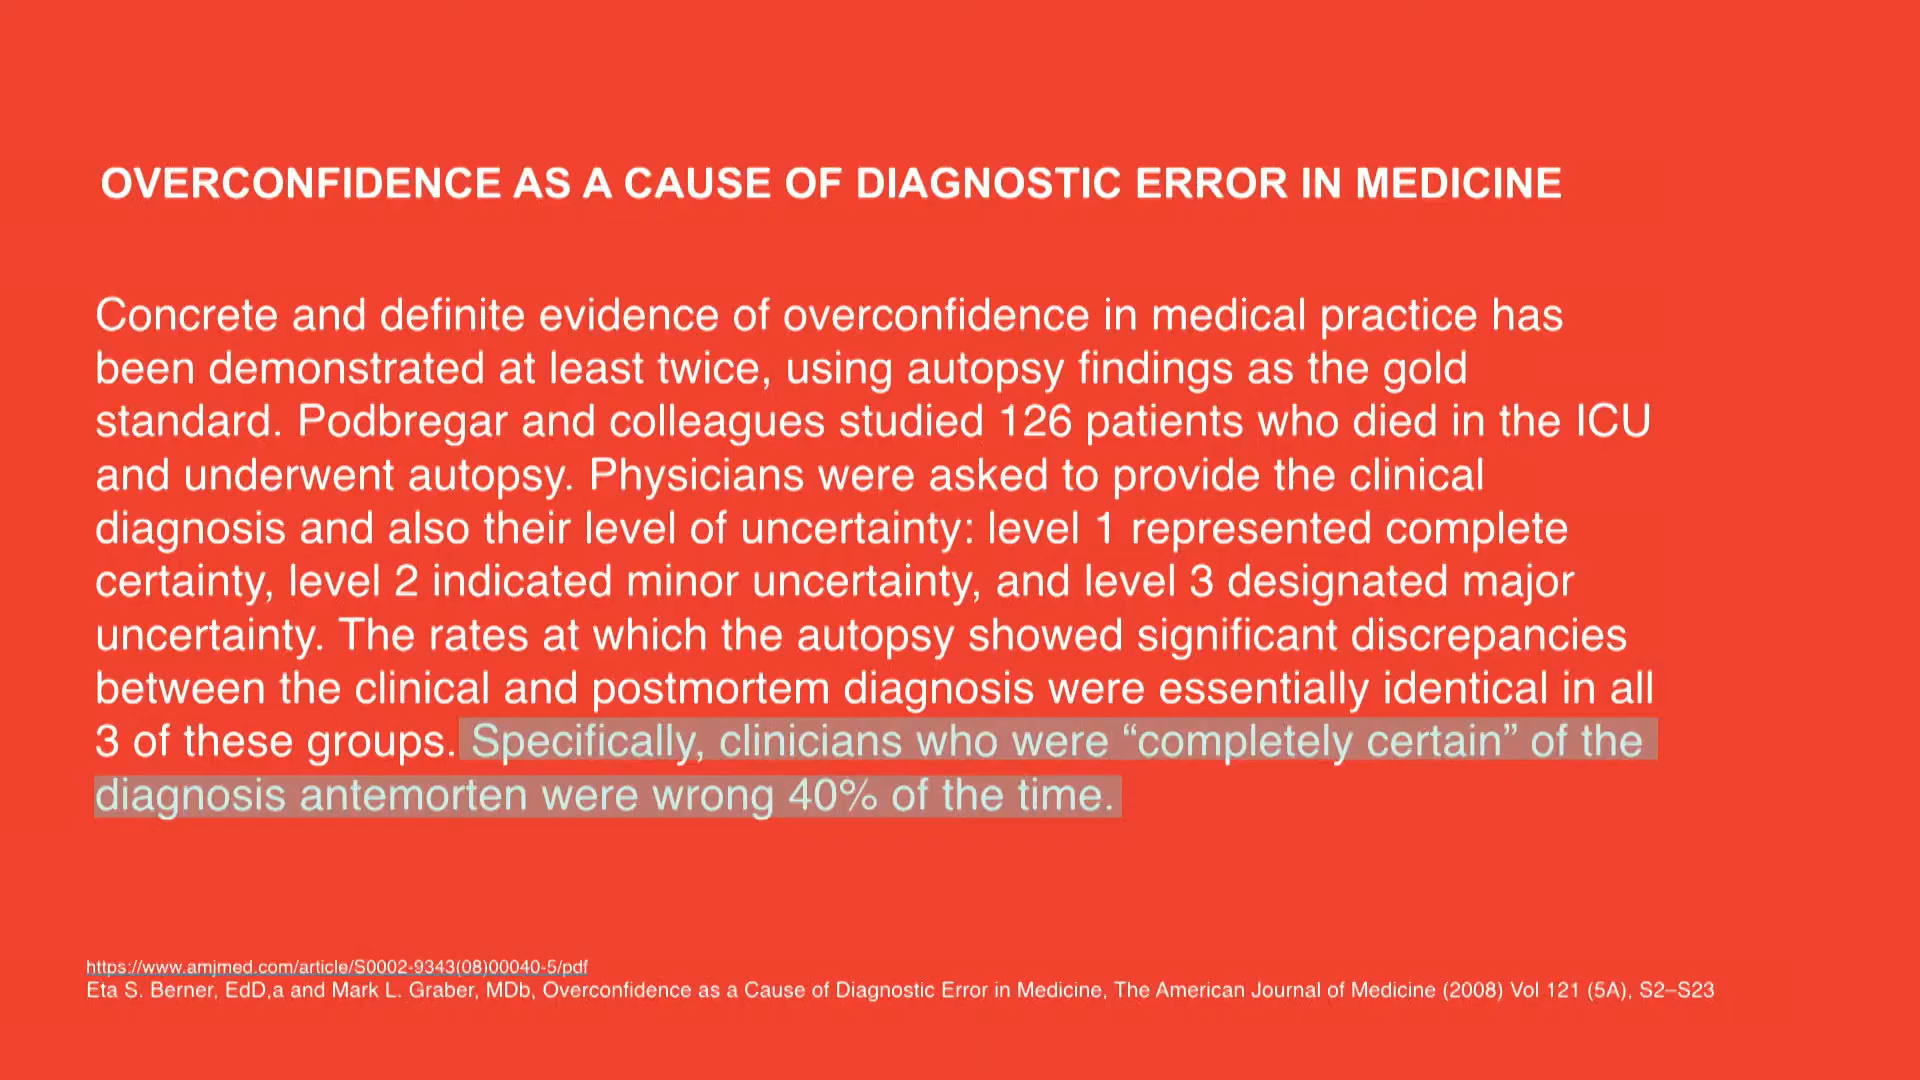 OVERCONFIDENCE AS A CAUSE OF DIAGNOSTIC ERROR IN MEDICINE
Concrete and definite evidence of overconfidence in medical practice has
been demonstrated at least twice, using autopsy findings as the gold
standard. Podbregar and colleagues studied 126 patients who died in the ICU
and underwent autopsy. Physicians were asked to provide the clinical
diagnosis and also their level of uncertainty: level 1 represented complete
certainty, level 2 indicated minor uncertainty, and level 3 designated major
uncertainty. The rates at which the autopsy showed significant discrepancies
between the clinical and postmortem diagnosis were essentially identical in all
3 of these groups. Specifically, clinicians who were “completely certain” of the
diagnosis antemorten were wrong 40% of the time.
https://www.amjmed.com/article/S0002-9343(08)00040-5/pdf
Eta S. Berner, EdD,a and Mark L. Graber, MDb, Overconfidence as a Cause of Diagnostic Error in Medicine, The American Journal of Medicine (2008) Vol 121 (5A), S2–S23